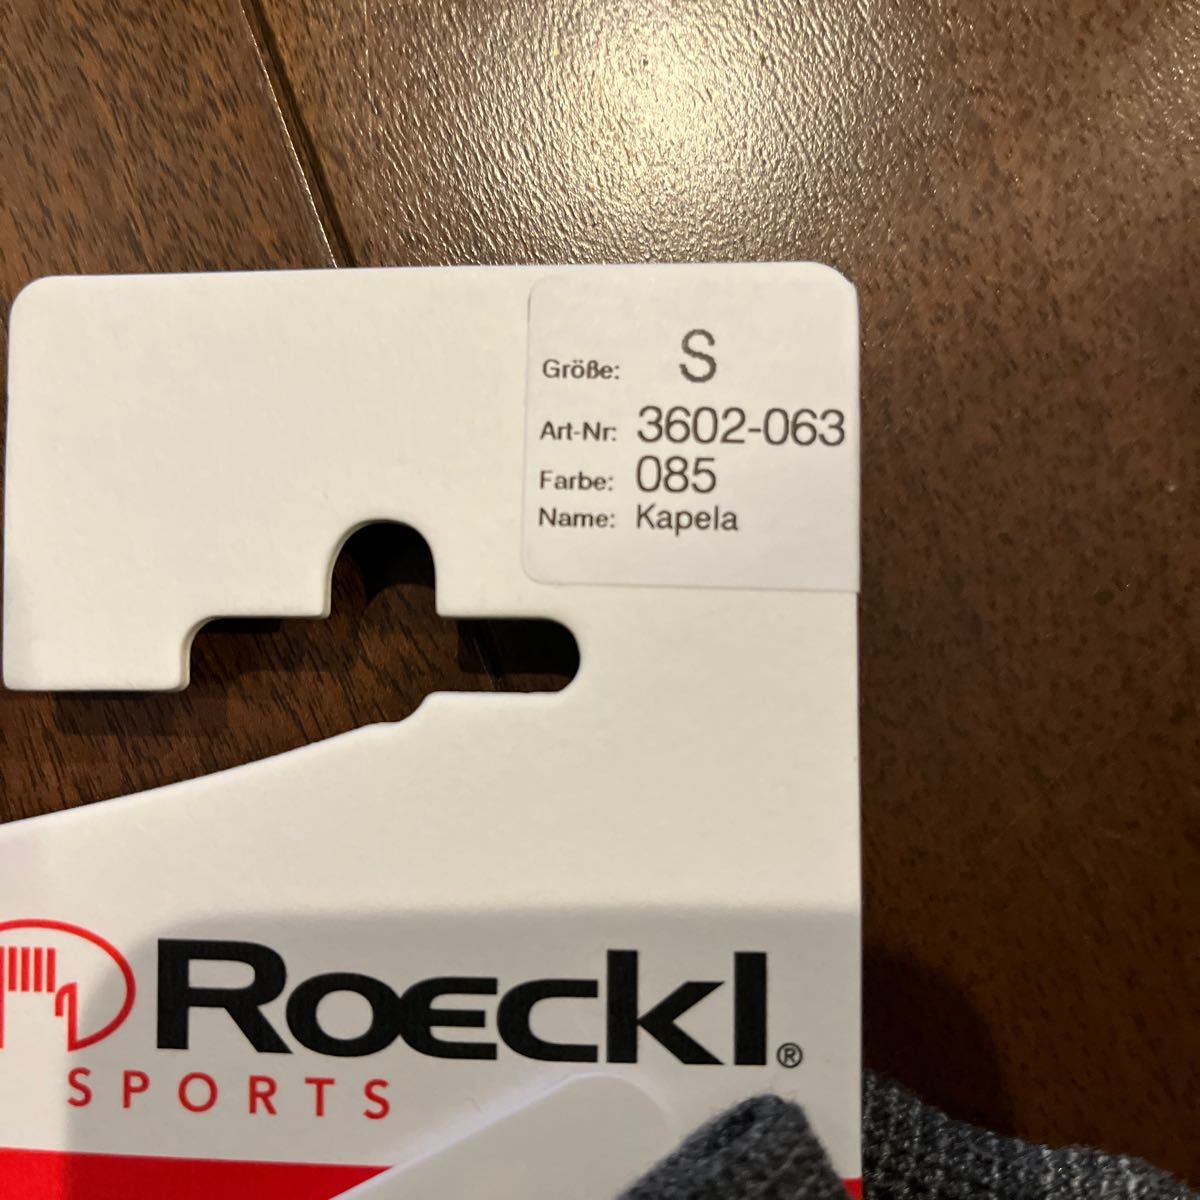 Größe: S
Art-Nr: 3602-063
Farbe: 085
Name: Kapela
Roeckl®
SPORTS